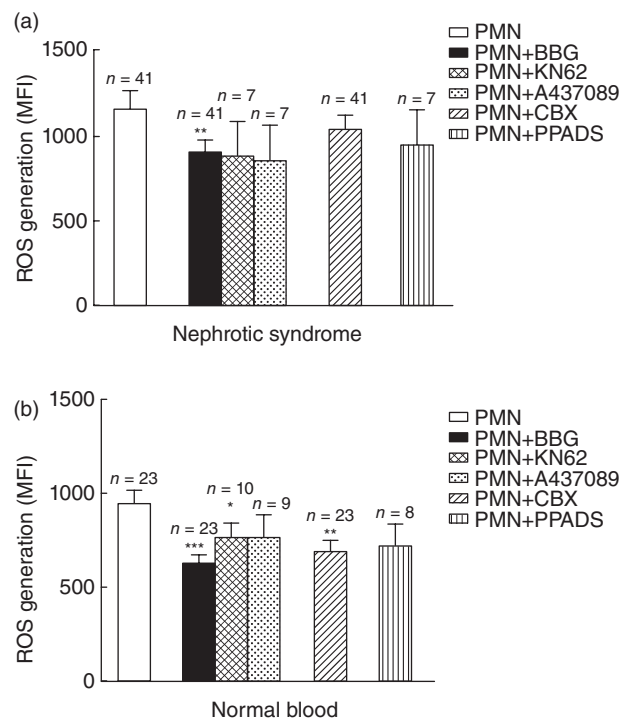 (a)
1500
1000
500
0
ROS generation (MFI)
n = 41
n = 41
**
n = 7
n = 7
n = 41
n = 7
Nephrotic syndrome
PMN
PMN+BBG
PMN+KN62
PMN+A437089
PMN+CBX
PMN+PPADS
(b)
1500
1000
500
0
ROS generation (MFI)
n = 23
n = 23
***
n = 10
*
n = 9
n = 23
**
n = 8
Normal blood
PMN
PMN+BBG
PMN+KN62
PMN+A437089
PMN+CBX
PMN+PPADS